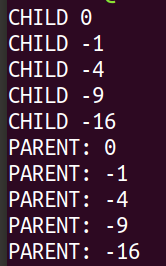 CHILD 0
CHILD -1
CHILD -4
CHILD -9
CHILD -16
PARENT: 0
PARENT: -1
PARENT: -4
PARENT: -9
PARENT: -16